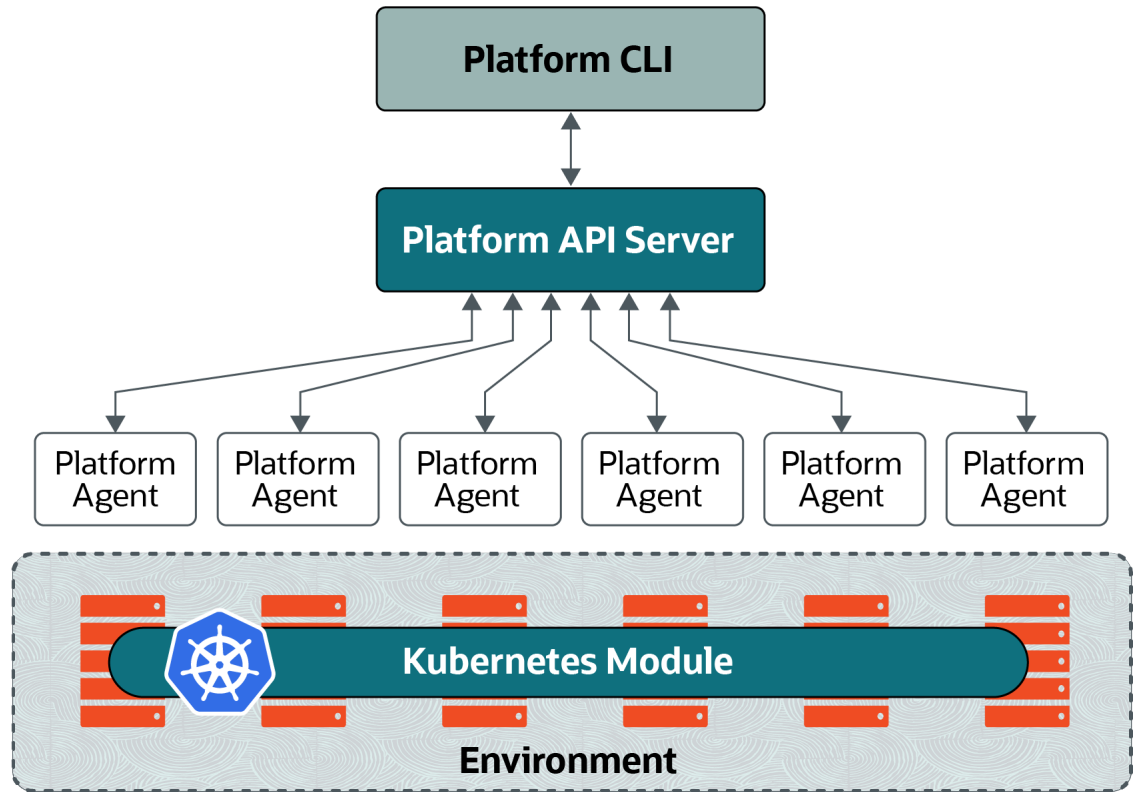 Platform CLI
Platform API Server
Platform
Agent
Platform
Agent
Platform
Agent
Platform
Agent
Platform
Agent
Platform
Agent
Kubernetes Module
Environment